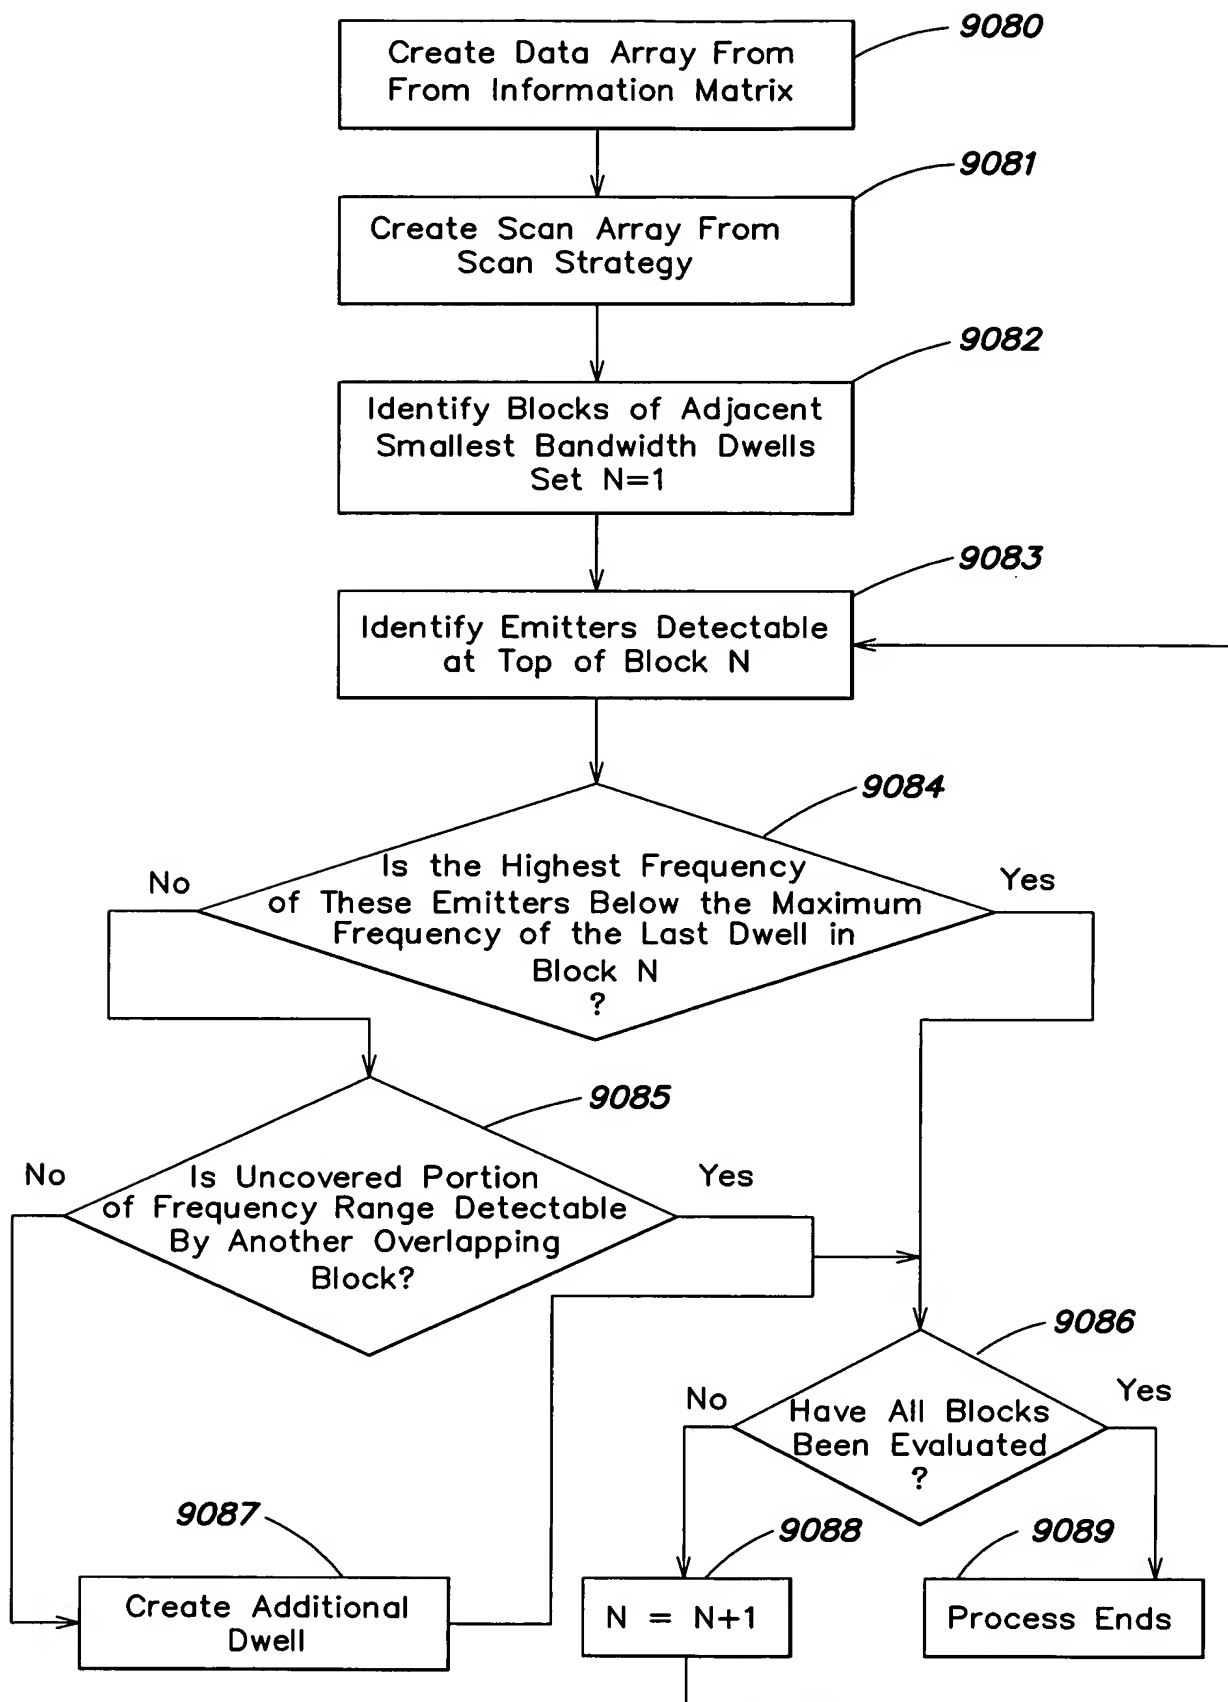 9080
Create Data Array From
From Information Matrix
9081
Create Scan Array From
Scan Strategy
9082
Identify Blocks of Adjacent
Smallest Bandwidth Dwells
Set N=1
9083
Identify Emitters Detectable
at Top of Block N
9084
No
Yes
Is the Highest Frequency
of These Emitters Below the Maximum
Frequency of the Last Dwell in
Block N
?
9085
No
Yes
Is Uncovered Portion
of Frequency Range Detectable
By Another Overlapping
Block?
9086
No
Yes
Have All Blocks
Been Evaluated
?
9087
Create Additional
Dwell
9088
N = N+1
9089
Process Ends